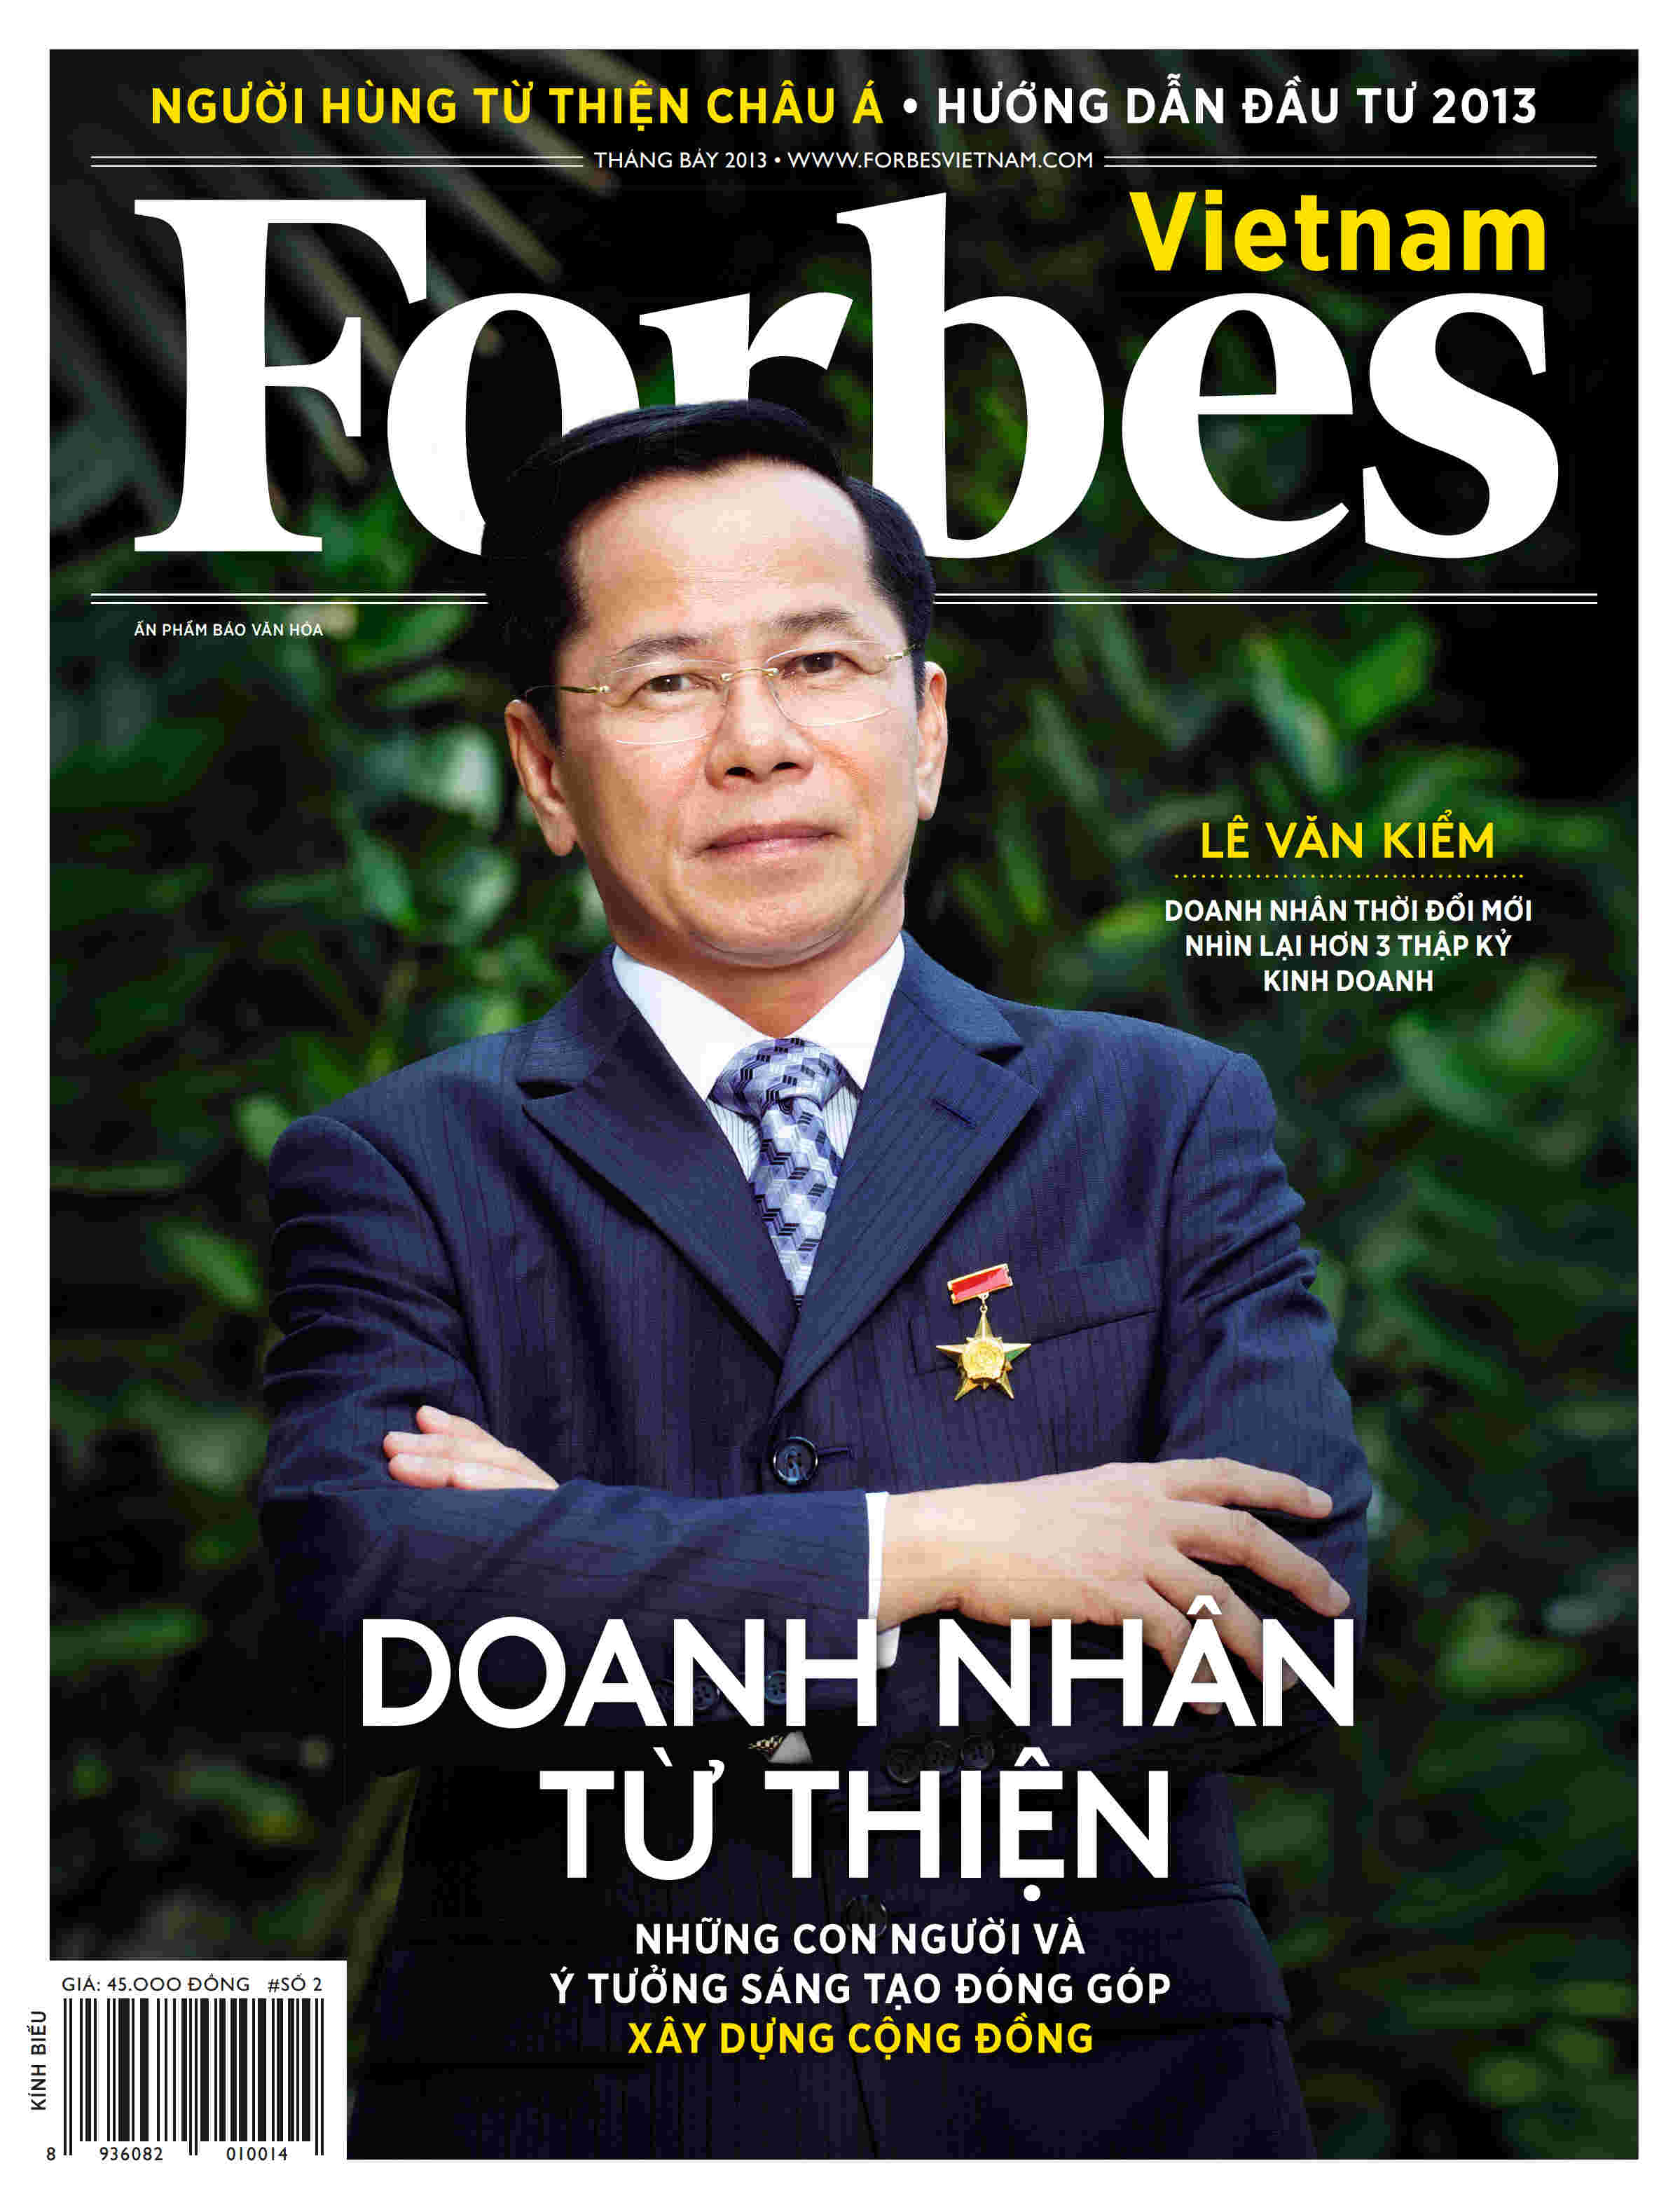 NGƯỜI HÙNG TỪ THIỆN CHÂU Á • HƯỚNG DẪN ĐẦU TƯ 2013
THÁNG BẢY 2013 • WWW.FORBESVIETNAM.COM
Vietnam
Forbes
ẤN PHẨM BÁO VĂN HÓA
LÊ VĂN KIỂM
DOANH NHÂN THỜI ĐỔI MỚI
NHÌN LẠI HƠN 3 THẬP KỶ
KINH DOANH
DOANH NHÂN
TỪ THIỆN
NHỮNG CON NGƯỜI VÀ
Ý TƯỞNG SÁNG TẠO ĐÓNG GÓP
XÂY DỰNG CỘNG ĐỒNG
GIÁ: 45.000 ĐỒNG #SỐ 2
KÍNH BIẾU
8 936082 010014